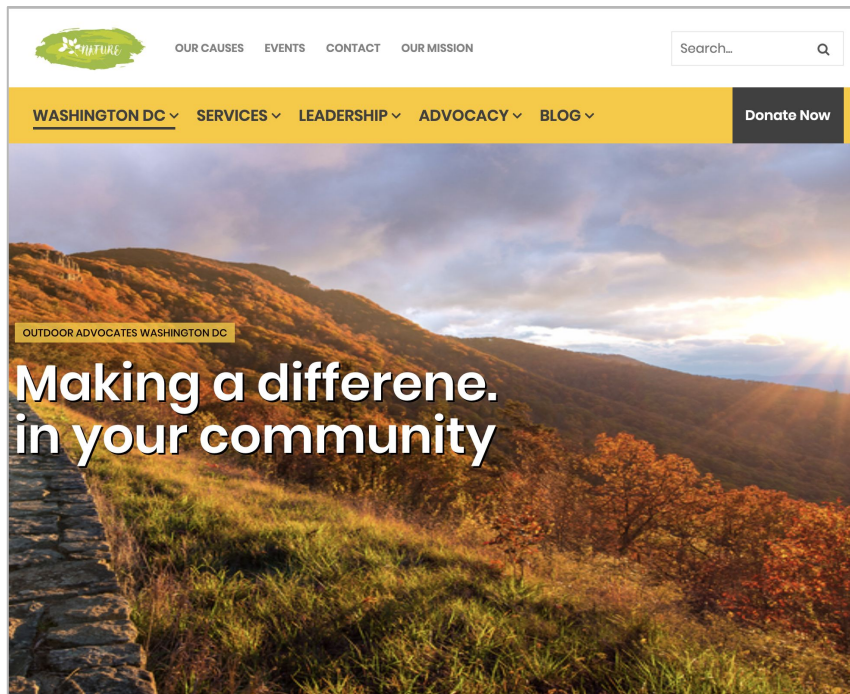 NATURE
OUR CAUSES EVENTS CONTACT OUR MISSION
Search...
WASHINGTON DC SERVICES LEADERSHIP ADVOCACY BLOG
Donate Now
OUTDOOR ADVOCATES WASHINGTON DC
Making a differene.
in your community